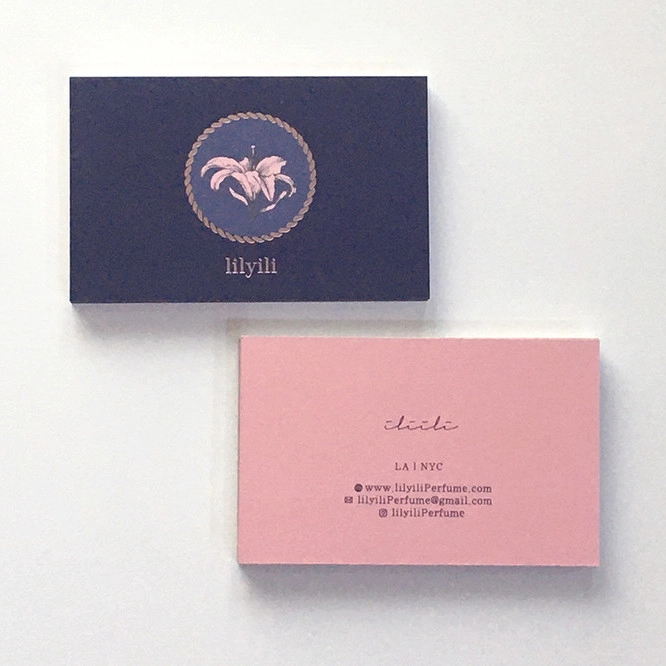 lilyili
LA | NYC
www.lilyiliPerfume.com
lilyiliPerfume@gmail.com
lilyiliPerfume